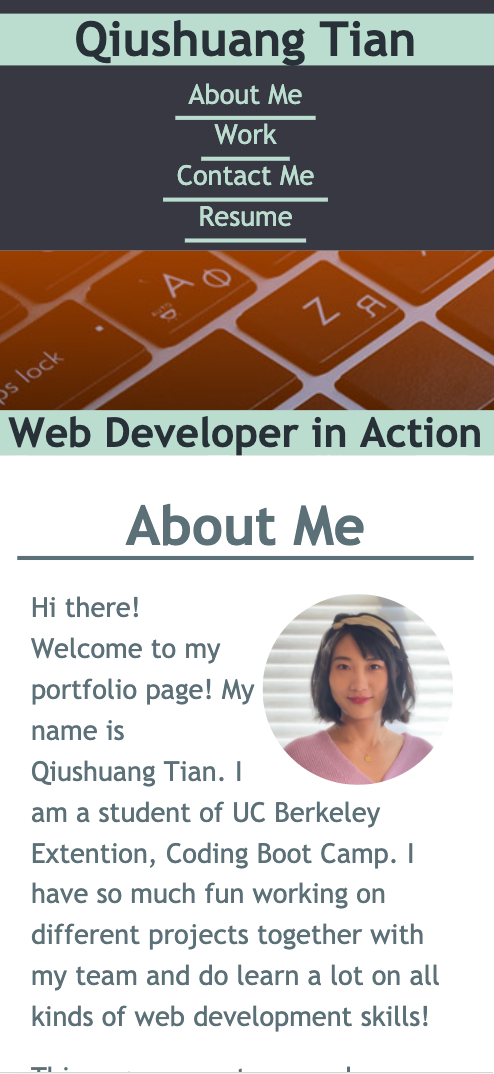 Qiushuang Tian
About Me
Work
Contact Me
Resume
A
Z
Я
ps lock
Web Developer in Action
About Me
Hi there!
Welcome to my
portfolio page! My
name is
Qiushuang Tian. I
am a student of UC Berkeley
Extention, Coding Boot Camp. I
have so much fun working on
different projects together with
my team and do learn a lot on all
kinds of web development skills!